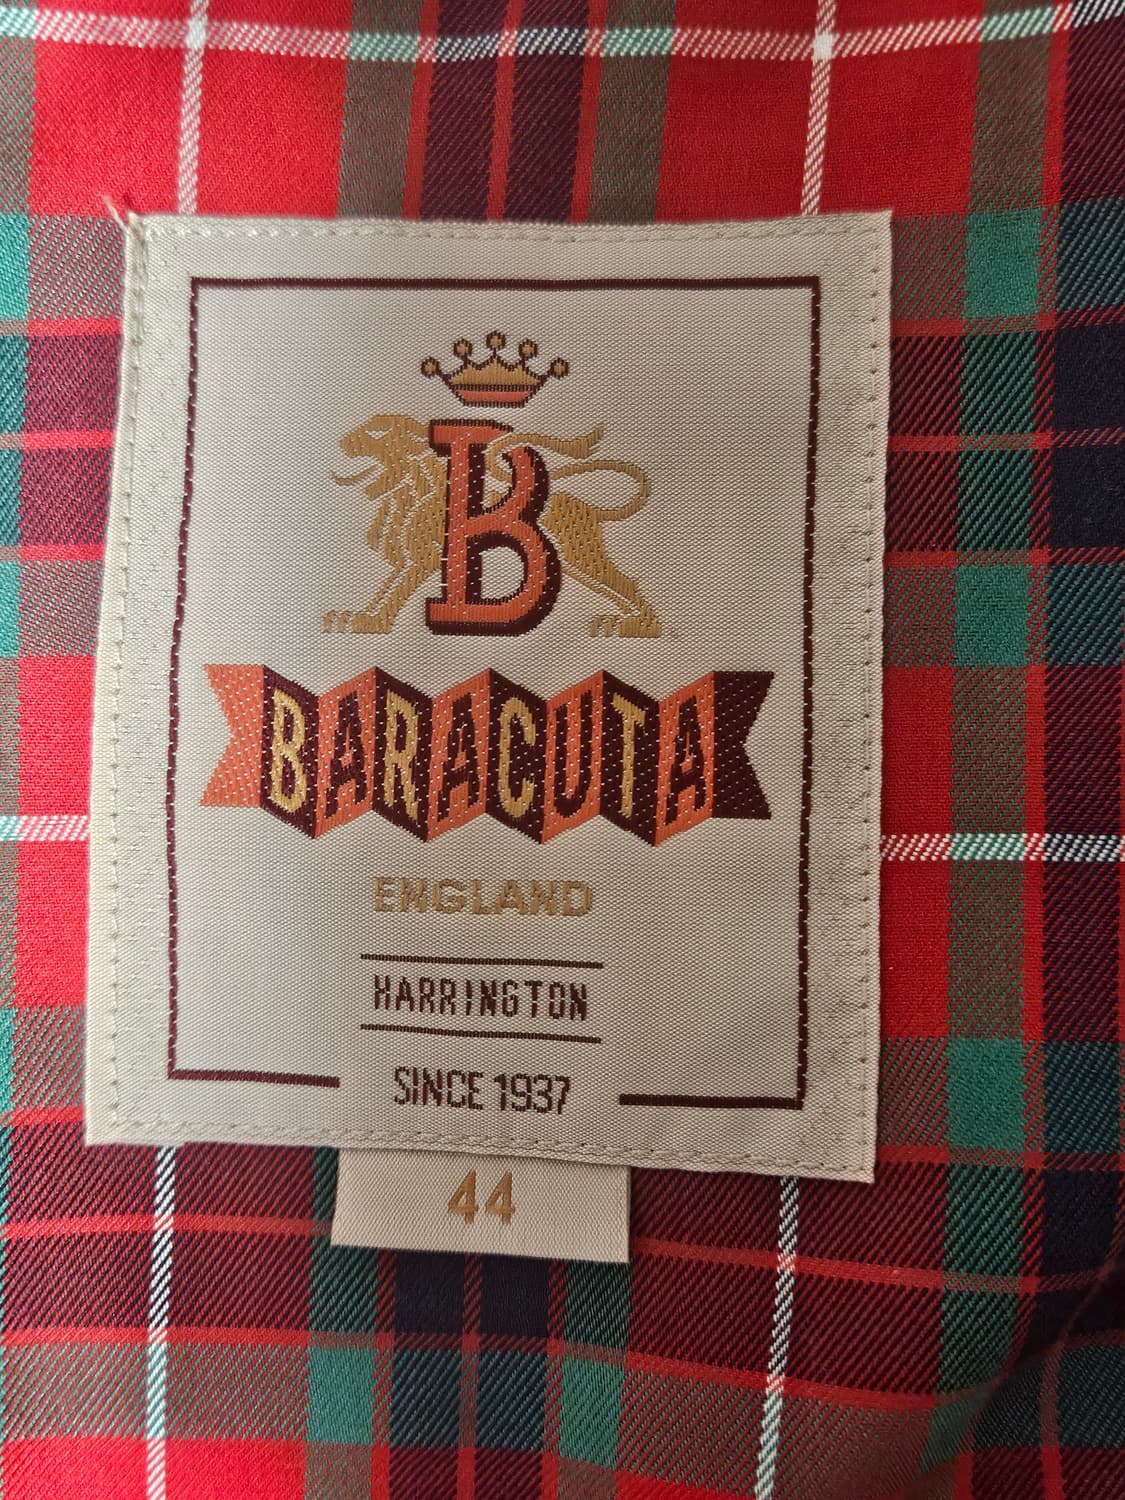 B
BARACUTA
ENGLAND
HARRINGTON
SINCE 1937
44